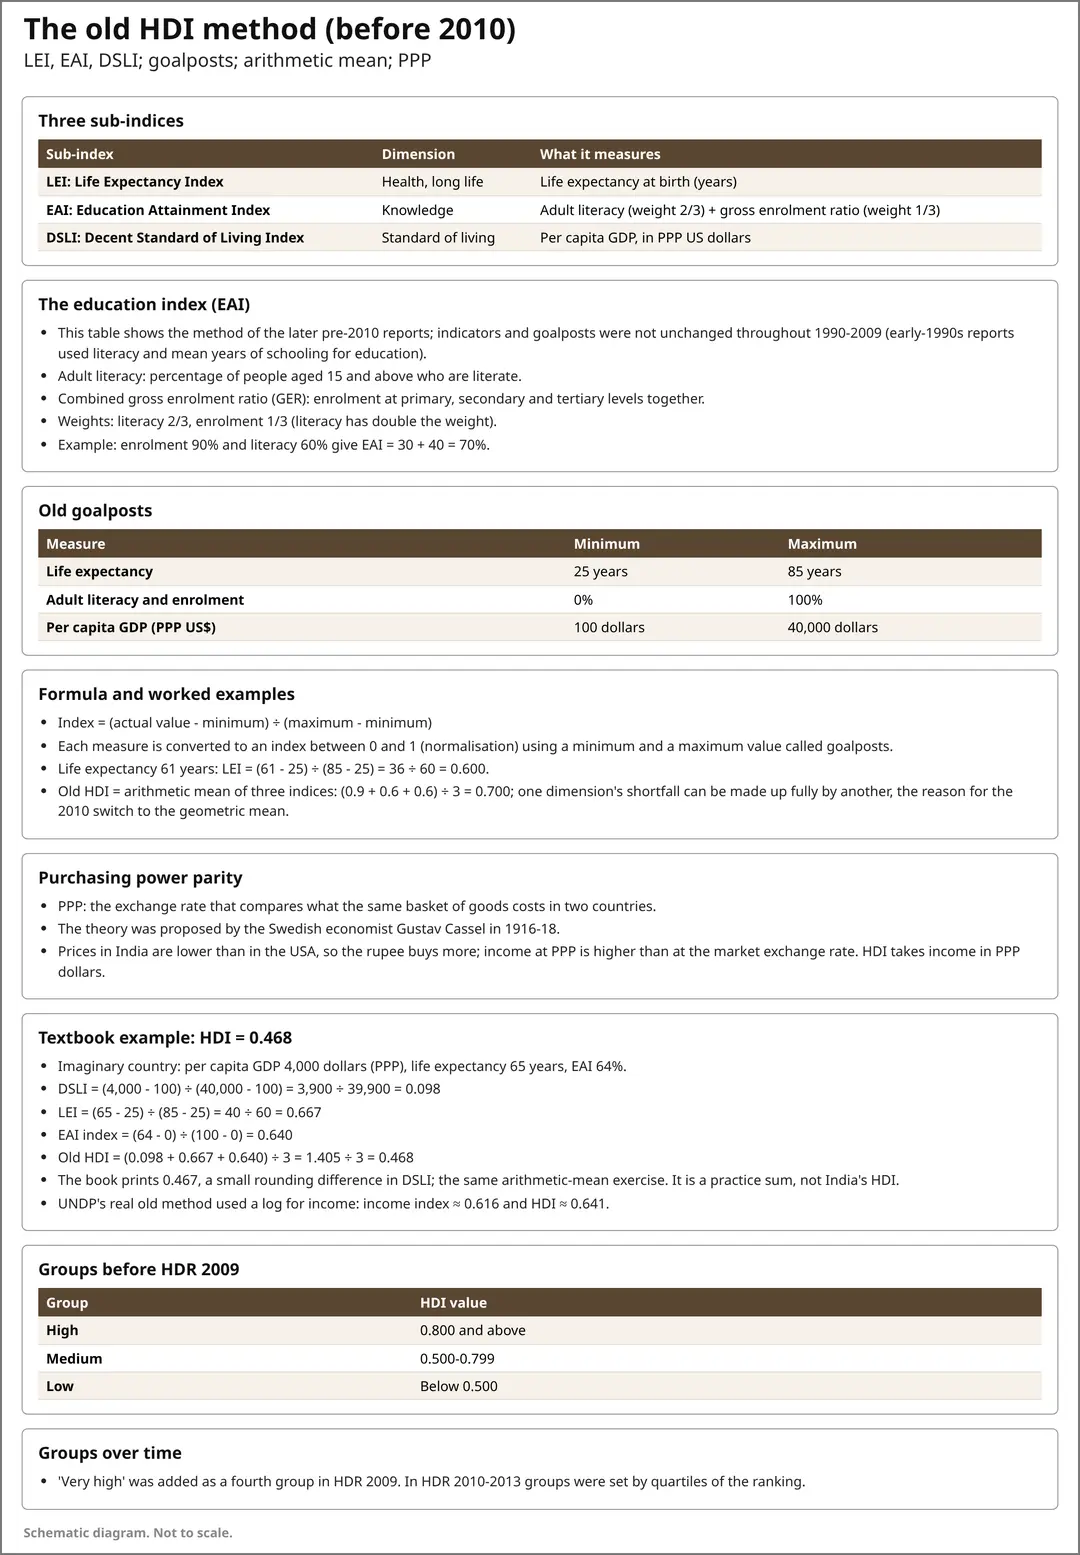 The old HDI method (before 2010)
LEI, EAI, DSLI; goalposts; arithmetic mean; PPP
Three sub-indices
Sub-index Dimension What it measures
LEI: Life Expectancy Index Health, long life Life expectancy at birth (years)
EAI: Education Attainment Index Knowledge Adult literacy (weight 2/3) + gross enrolment ratio (weight 1/3)
DSLI: Decent Standard of Living Index Standard of living Per capita GDP, in PPP US dollars
The education index (EAI)
• This table shows the method of the later pre-2010 reports; indicators and goalposts were not unchanged throughout 1990-2009 (early-1990s reports
used literacy and mean years of schooling for education).
• Adult literacy: percentage of people aged 15 and above who are literate.
• Combined gross enrolment ratio (GER): enrolment at primary, secondary and tertiary levels together.
• Weights: literacy 2/3, enrolment 1/3 (literacy has double the weight).
• Example: enrolment 90% and literacy 60% give EAI = 30 + 40 = 70%.
Old goalposts
Measure Minimum Maximum
Life expectancy 25 years 85 years
Adult literacy and enrolment 0% 100%
Per capita GDP (PPP US$) 100 dollars 40,000 dollars
Formula and worked examples
• Index = (actual value - minimum) ÷ (maximum - minimum)
• Each measure is converted to an index between 0 and 1 (normalisation) using a minimum and a maximum value called goalposts.
• Life expectancy 61 years: LEI = (61 - 25) ÷ (85 - 25) = 36 ÷ 60 = 0.600.
• Old HDI = arithmetic mean of three indices: (0.9 + 0.6 + 0.6) ÷ 3 = 0.700; one dimension's shortfall can be made up fully by another, the reason for the
2010 switch to the geometric mean.
Purchasing power parity
• PPP: the exchange rate that compares what the same basket of goods costs in two countries.
• The theory was proposed by the Swedish economist Gustav Cassel in 1916-18.
• Prices in India are lower than in the USA, so the rupee buys more; income at PPP is higher than at the market exchange rate. HDI takes income in PPP
dollars.
Textbook example: HDI = 0.468
• Imaginary country: per capita GDP 4,000 dollars (PPP), life expectancy 65 years, EAI 64%.
• DSLI = (4,000 - 100) ÷ (40,000 - 100) = 3,900 ÷ 39,900 = 0.098
• LEI = (65 - 25) ÷ (85 - 25) = 40 ÷ 60 = 0.667
• EAI index = (64 - 0) ÷ (100 - 0) = 0.640
• Old HDI = (0.098 + 0.667 + 0.640) ÷ 3 = 1.405 ÷ 3 = 0.468
• The book prints 0.467, a small rounding difference in DSLI; the same arithmetic-mean exercise. It is a practice sum, not India's HDI.
• UNDP's real old method used a log for income: income index ≈ 0.616 and HDI ≈ 0.641.
Groups before HDR 2009
Group HDI value
High 0.800 and above
Medium 0.500-0.799
Low Below 0.500
Groups over time
• 'Very high' was added as a fourth group in HDR 2009. In HDR 2010-2013 groups were set by quartiles of the ranking.
Schematic diagram. Not to scale.